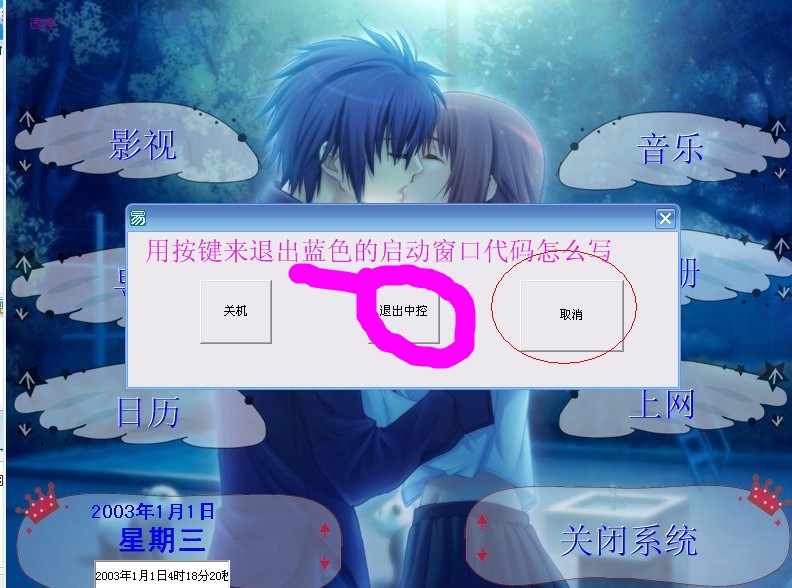 影视
音乐
易
用按键来退出蓝色的启动窗口代码怎么写
册
关机
退出中控
取消
日历
上网
2003年1月1日
星期三
关闭系统
2003年1月1日4时18分20秒